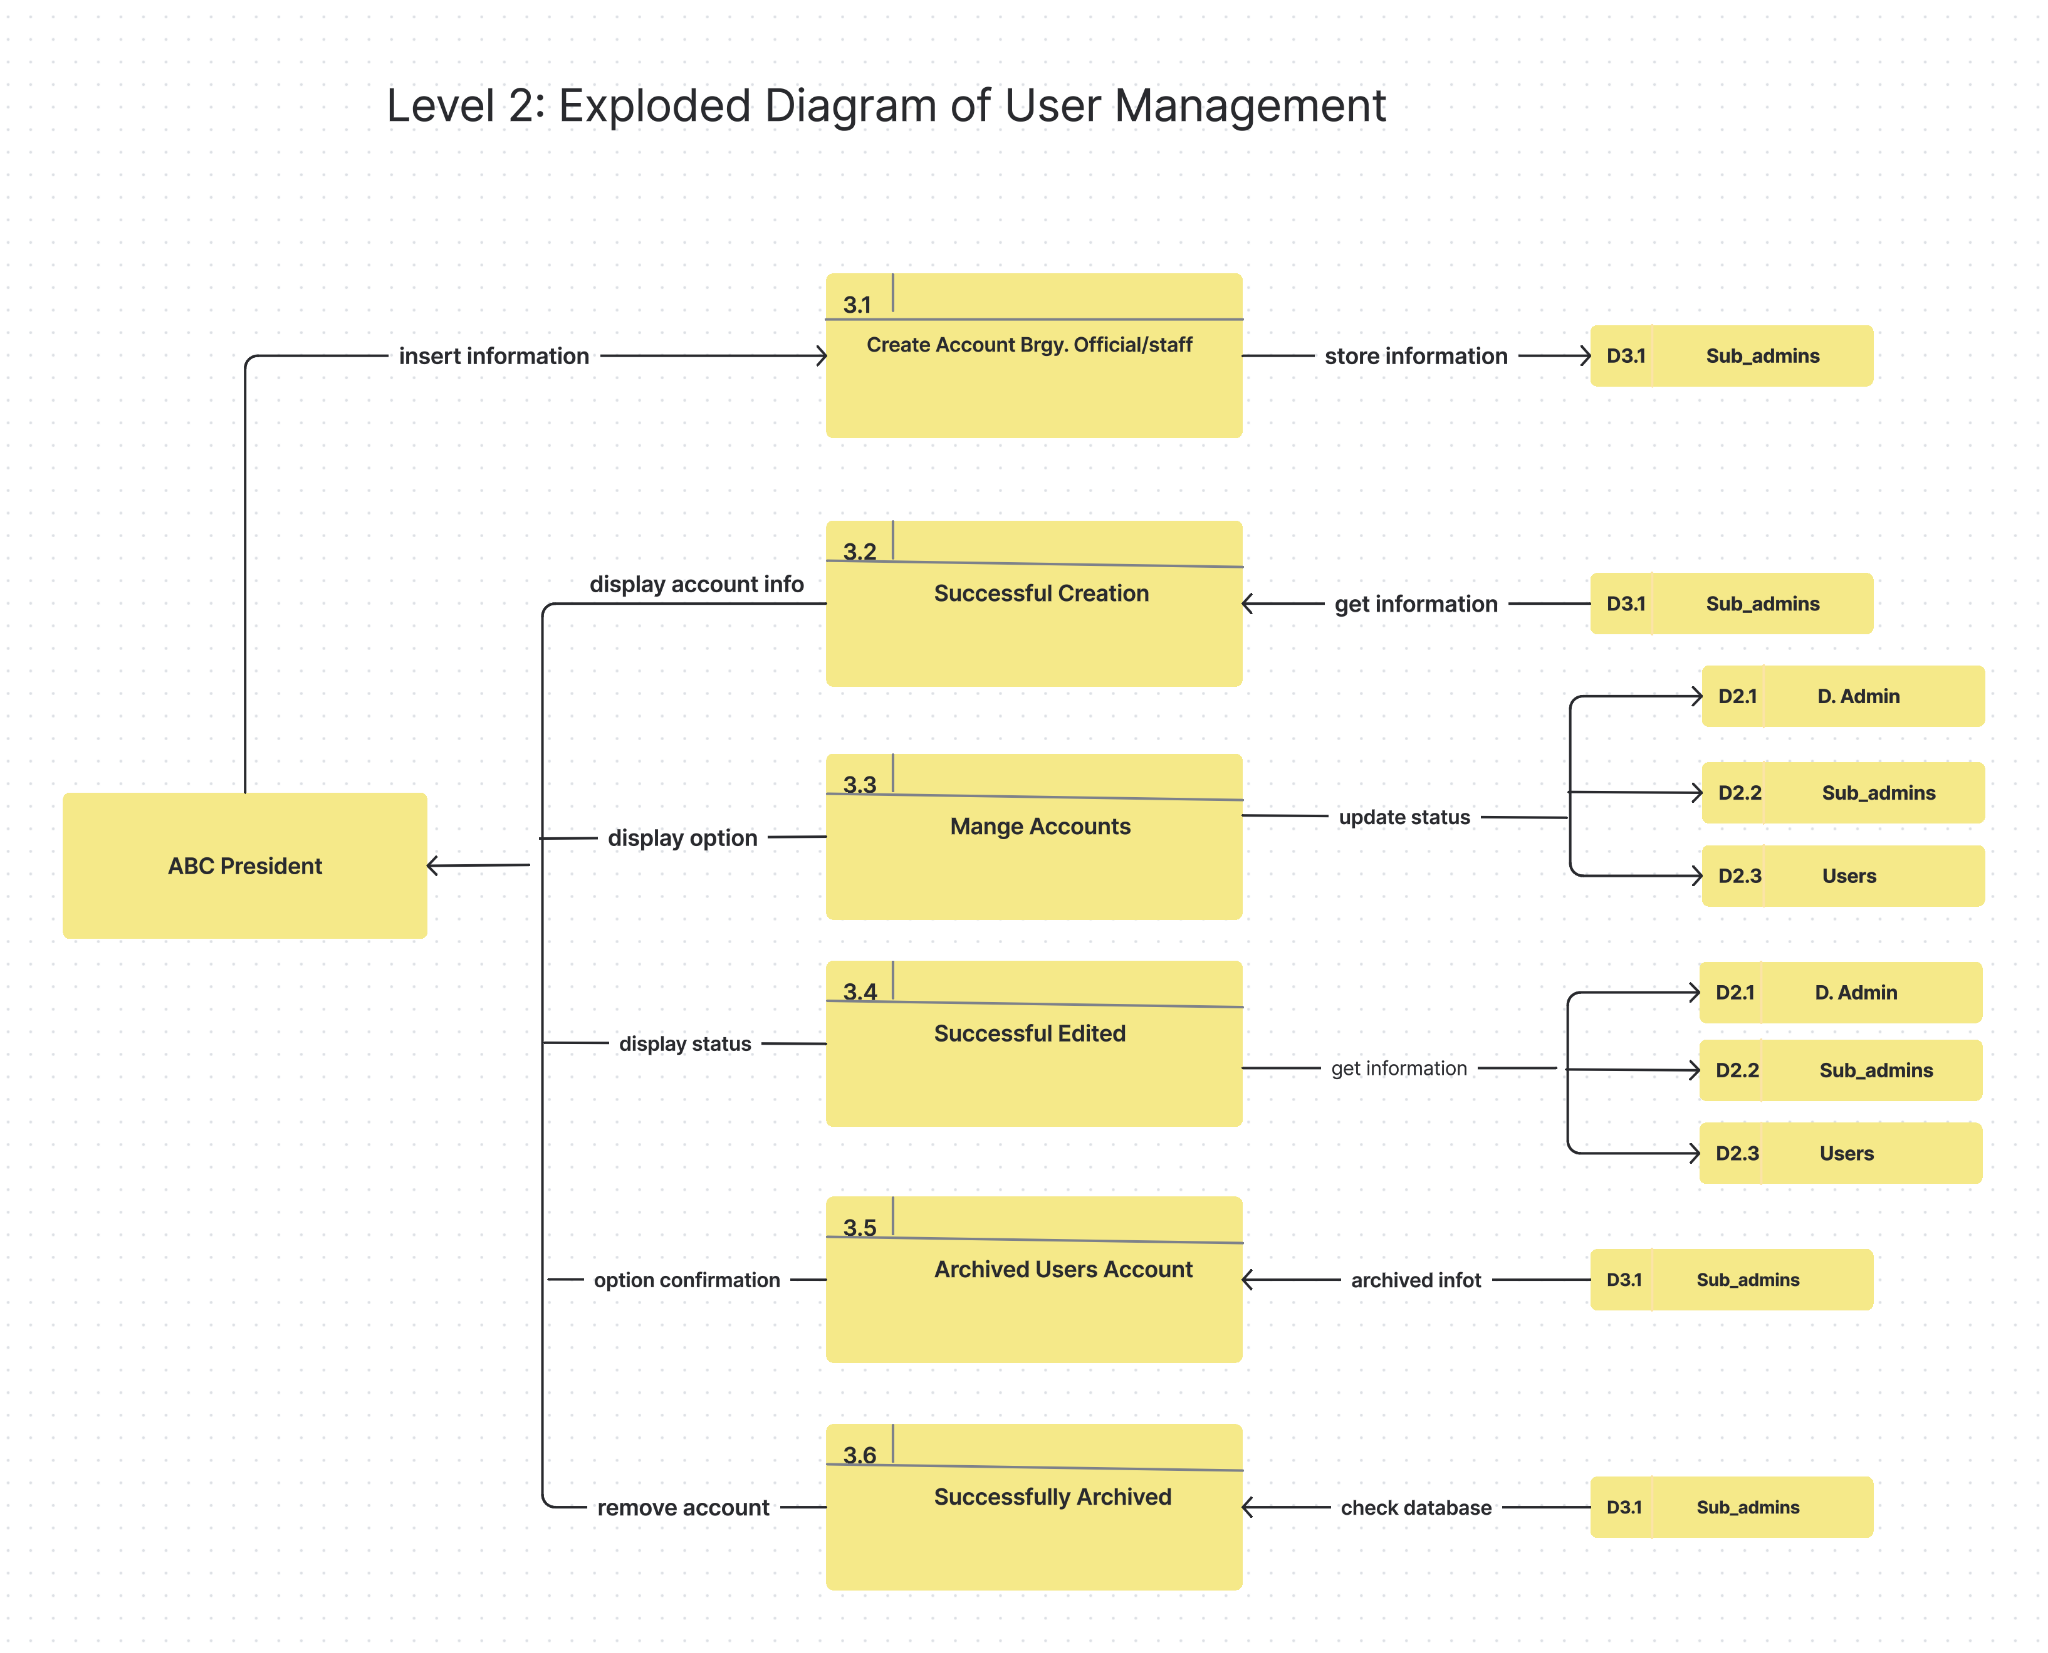 Level 2: Exploded Diagram of User Management
3.1
Create Account Brgy. Official/staff
insert information
store information
D3.1 Sub_admins
3.2
display account info
Successful Creation
get information
D3.1 Sub_admins
D2.1 D. Admin
3.3
D2.2 Sub_admins
Mange Accounts
update status
display option
ABC President
D2.3 Users
3.4
D2.1 D. Admin
Successful Edited
display status
get information
D2.2 Sub_admins
D2.3 Users
3.5
Archived Users Account
option confirmation
archived infot
D3.1 Sub_admins
3.6
Successfully Archived
remove account
check database
D3.1 Sub_admins